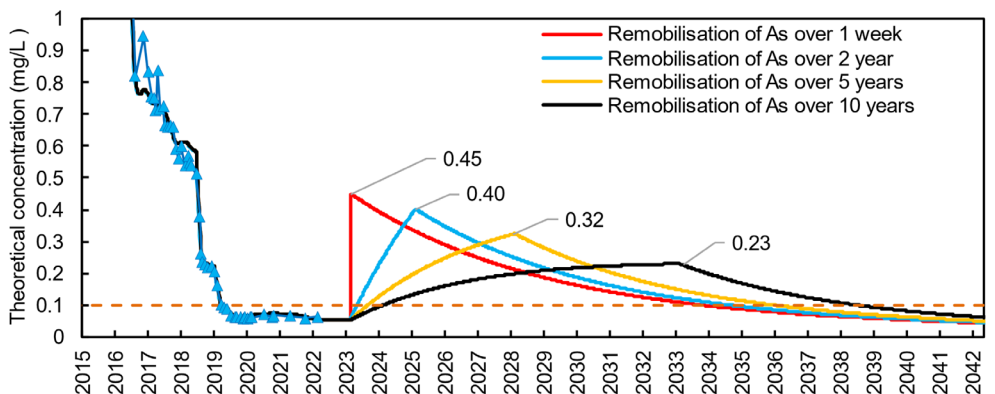 Theoretical concentration (mg/L )
1
0.9
0.8
0.7
0.6
0.5
0.4
0.3
0.2
0.1
0
Remobilisation of As over 1 week
Remobilisation of As over 2 year
Remobilisation of As over 5 years
Remobilisation of As over 10 years
0.45
0.40
0.32
0.23
2015 2016 2017 2018 2019 2020 2021 2022 2023 2024 2025 2026 2028 2029 2030 2031 2032 2033 2034 2035 2036 2037 2038 2039 2040 2041 2042